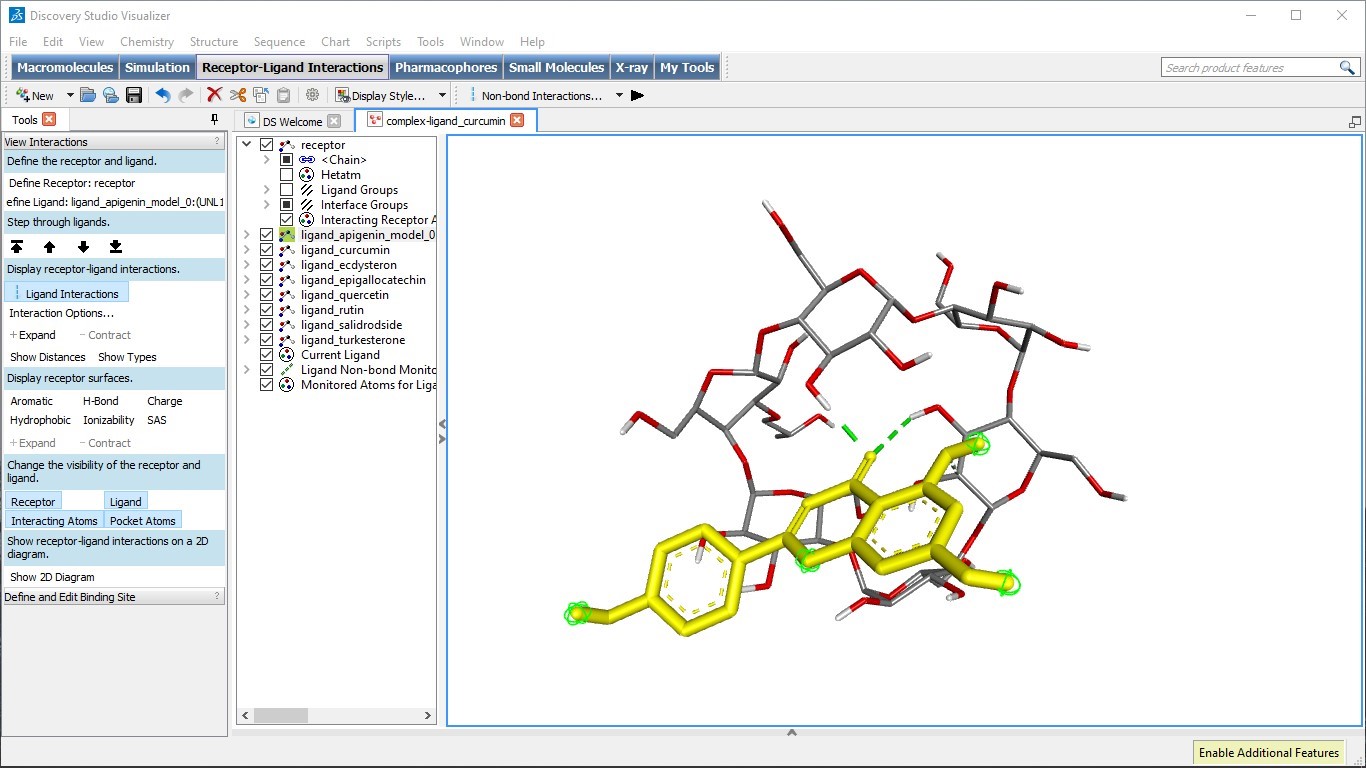 Discovery Studio Visualizer
File Edit View Chemistry Structure Sequence Chart Scripts Tools Window Help
Macromolecules Simulation Receptor-Ligand Interactions Pharmacophores Small Molecules X-ray My Tools Search product features
New Display Style... Non-bond Interactions...
Tools DS Welcome complex-ligand_curcumin
View Interactions ?
Define the receptor and ligand.
Define Receptor: receptor
efine Ligand: ligand_apigenin_model_0:(UNL1
Step through ligands.
Display receptor-ligand interactions.
Ligand Interactions
Interaction Options...
+ Expand - Contract
Show Distances Show Types
Display receptor surfaces.
Aromatic H-Bond Charge
Hydrophobic Ionizability SAS
+ Expand - Contract
Change the visibility of the receptor and
ligand.
Receptor Ligand
Interacting Atoms Pocket Atoms
Show receptor-ligand interactions on a 2D
diagram.
Show 2D Diagram
Define and Edit Binding Site ?
receptor
<Chain>
Hetatm
Ligand Groups
Interface Groups
Interacting Receptor A
ligand_apigenin_model_0
ligand_curcumin
ligand_ecdysteron
ligand_epigallocatechin
ligand_quercetin
ligand_rutin
ligand_salidrodside
ligand_turkesterone
Current Ligand
Ligand Non-bond Monito
Monitored Atoms for Liga
Enable Additional Features